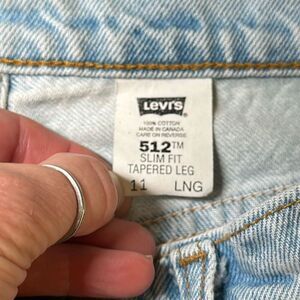 Levi's
100% COTTON
MADE IN CANADA
CARE ON REVERSE
512™
SLIM FIT
TAPERED LEG
11 LNG